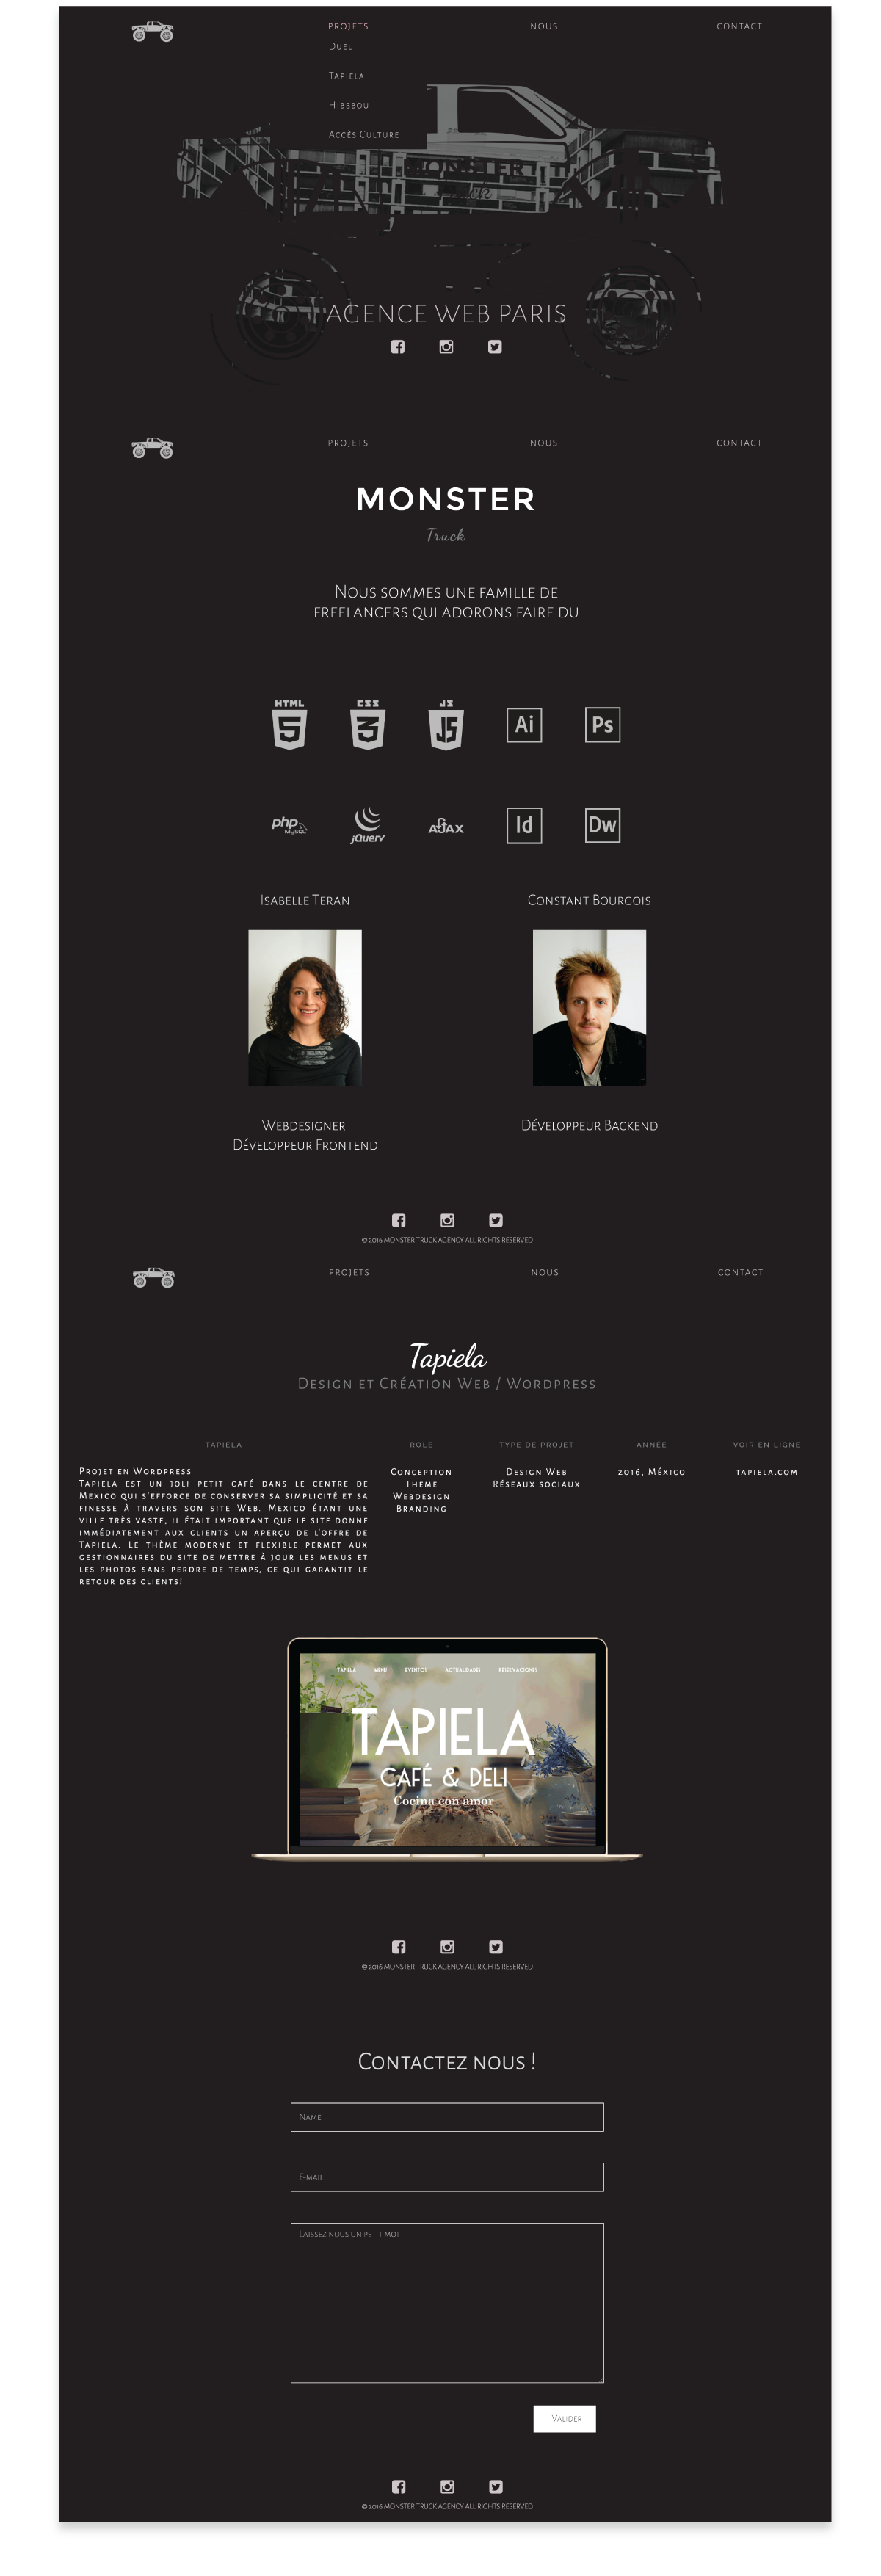 PROJETS
NOUS
CONTACT
Duel
Tapiela
Hibbbou
Accès Culture
MONSTER
Truck
AGENCE WEB PARIS
PROJETS
NOUS
CONTACT
MONSTER
Truck
Nous sommes une famille de
freelancers qui adorons faire du
HTML
5
CSS
3
JS
JS
Ai
Ps
php
MySQL
jQuery
AJAX
Id
Dw
Isabelle Teran
Constant Bourgois
Webdesigner
Développeur Frontend
Développeur Backend
© 2016 MONSTER TRUCK AGENCY ALL RIGHTS RESERVED
PROJETS
NOUS
CONTACT
Tapiela
Design et Création Web / Wordpress
TAPIELA
Projet en Wordpress
Tapiela est un joli petit café dans le centre de
Mexico qui s'efforce de conserver sa simplicité et sa
finesse à travers son site Web. Mexico étant une
ville très vaste, il était important que le site donne
immédiatement aux clients un aperçu de l'offre de
Tapiela. Le thème moderne et flexible permet aux
gestionnaires du site de mettre à jour les menus et
les photos sans perdre de temps, ce qui garantit le
retour des clients!
ROLE
Conception
Theme
Webdesign
Branding
TYPE DE PROJET
Design Web
Réseaux sociaux
ANNÉE
2016, México
VOIR EN LIGNE
tapiela.com
TAPIELA
MENU
EVENTOS
ACTUALIDADES
RESERVACIONES
TAPIELA
CAFÉ & DELI
Cocina con ámor
© 2016 MONSTER TRUCK AGENCY ALL RIGHTS RESERVED
Contactez nous !
Name
E-mail
Laissez nous un petit mot
Valider
© 2016 MONSTER TRUCK AGENCY ALL RIGHTS RESERVED